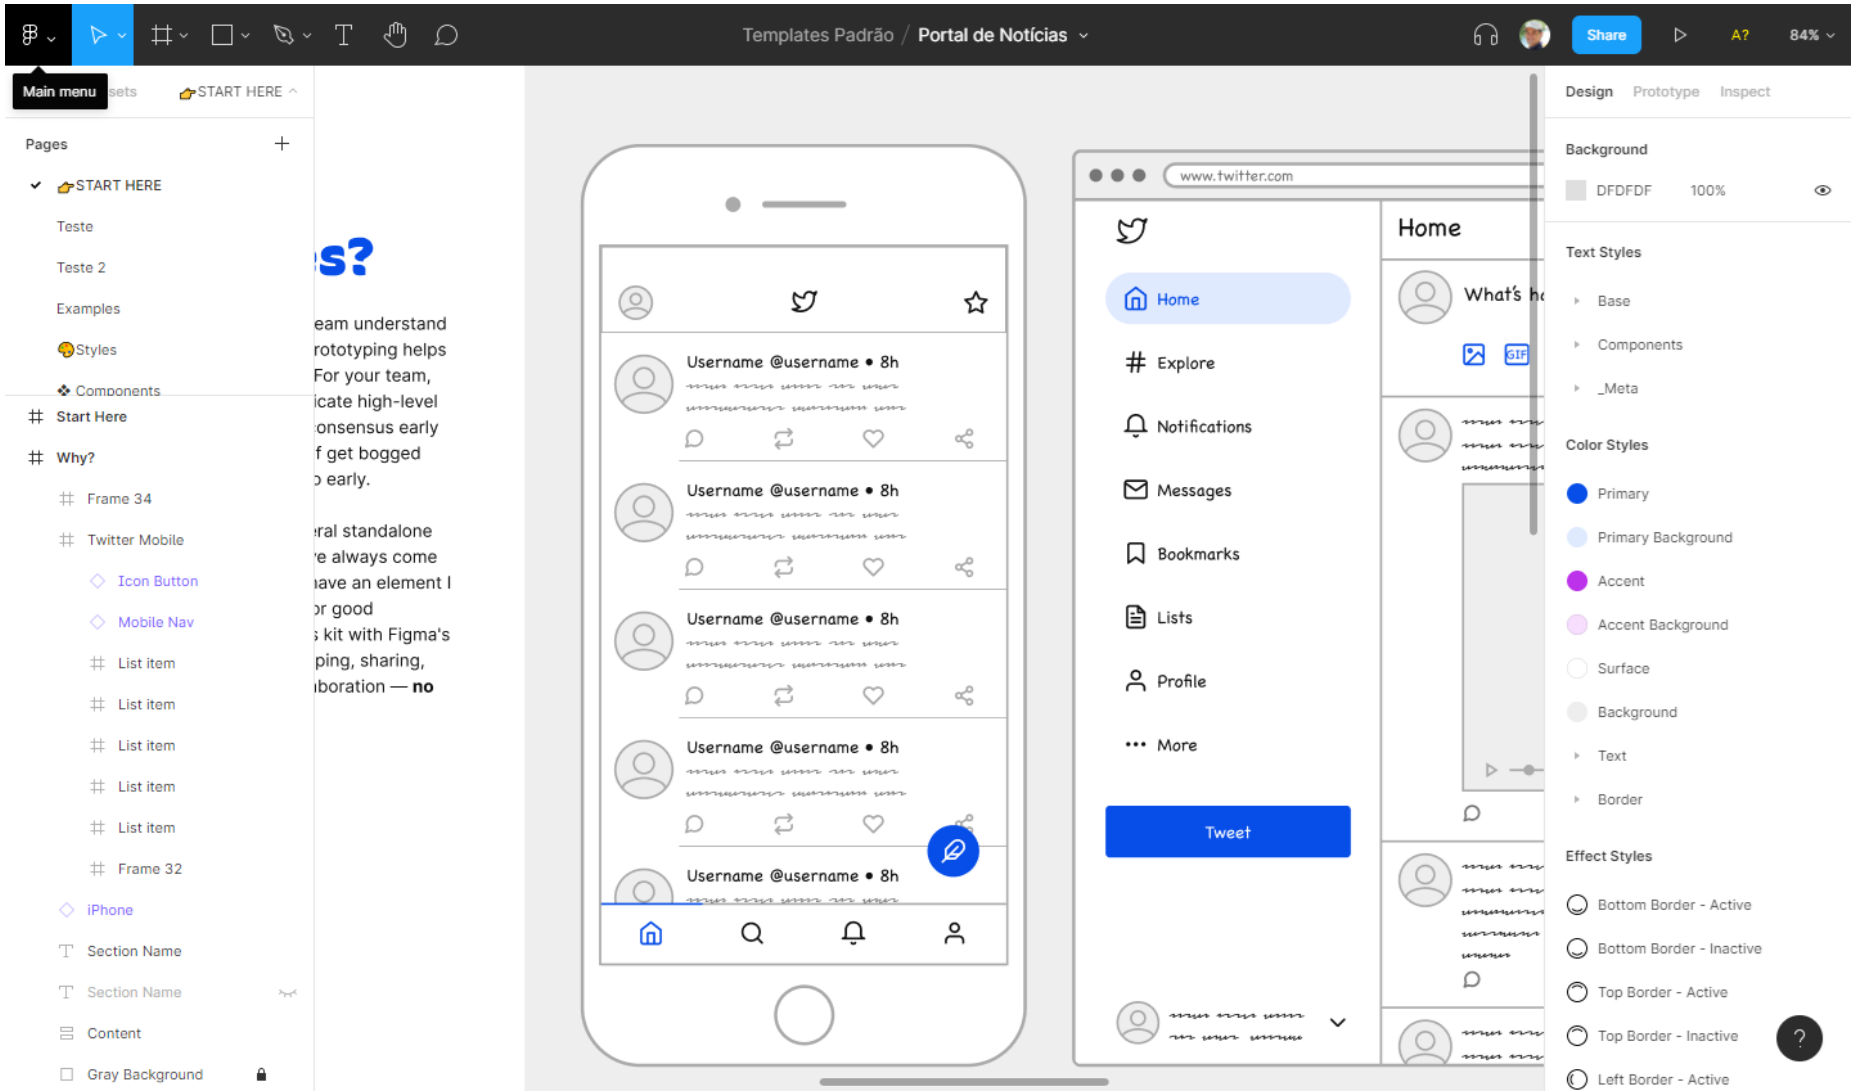 Templates Padrão / Portal de Notícias
Share
A?
84%
Main menu
sets
👉START HERE
Pages
👉START HERE
Teste
Teste 2
Examples
🎨Styles
❖ Components
Start Here
Why?
Frame 34
Twitter Mobile
Icon Button
Mobile Nav
List item
List item
List item
List item
List item
Frame 32
iPhone
Section Name
Section Name
Content
Gray Background
s?
eam understand
rototyping helps
For your team,
icate high-level
onsensus early
f get bogged
o early.
ral standalone
e always come
have an element I
or good
s kit with Figma's
ping, sharing,
aboration — no
Username @username • 8h
Username @username • 8h
Username @username • 8h
Username @username • 8h
Username @username • 8h
www.twitter.com
Home
Explore
Notifications
Messages
Bookmarks
Lists
Profile
More
Tweet
Home
What's ha
GIF
Design Prototype Inspect
Background
DFDFDF 100%
Text Styles
Base
Components
_Meta
Color Styles
Primary
Primary Background
Accent
Accent Background
Surface
Background
Text
Border
Effect Styles
Bottom Border - Active
Bottom Border - Inactive
Top Border - Active
Top Border - Inactive
Left Border - Active
?